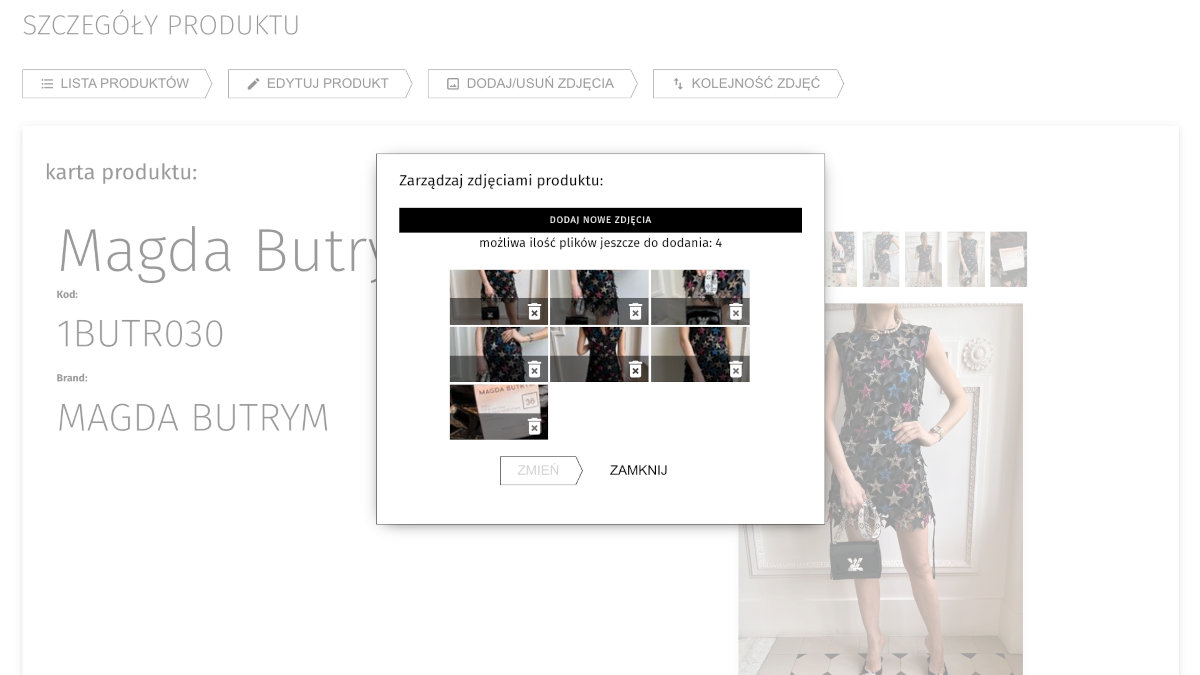 SZCZEGÓŁY PRODUKTU
LISTA PRODUKTÓW
EDYTUJ PRODUKT
DODAJ/USUŃ ZDJĘCIA
KOLEJNOŚĆ ZDJĘĆ
karta produktu:
Magda Butry
Kod:
1BUTR030
Brand:
MAGDA BUTRYM
Zarządzaj zdjęciami produktu:
DODAJ NOWE ZDJĘCIA
możliwa ilość plików jeszcze do dodania: 4
MAGDA BUTRYM
36
ZMIEŃ
ZAMKNIJ